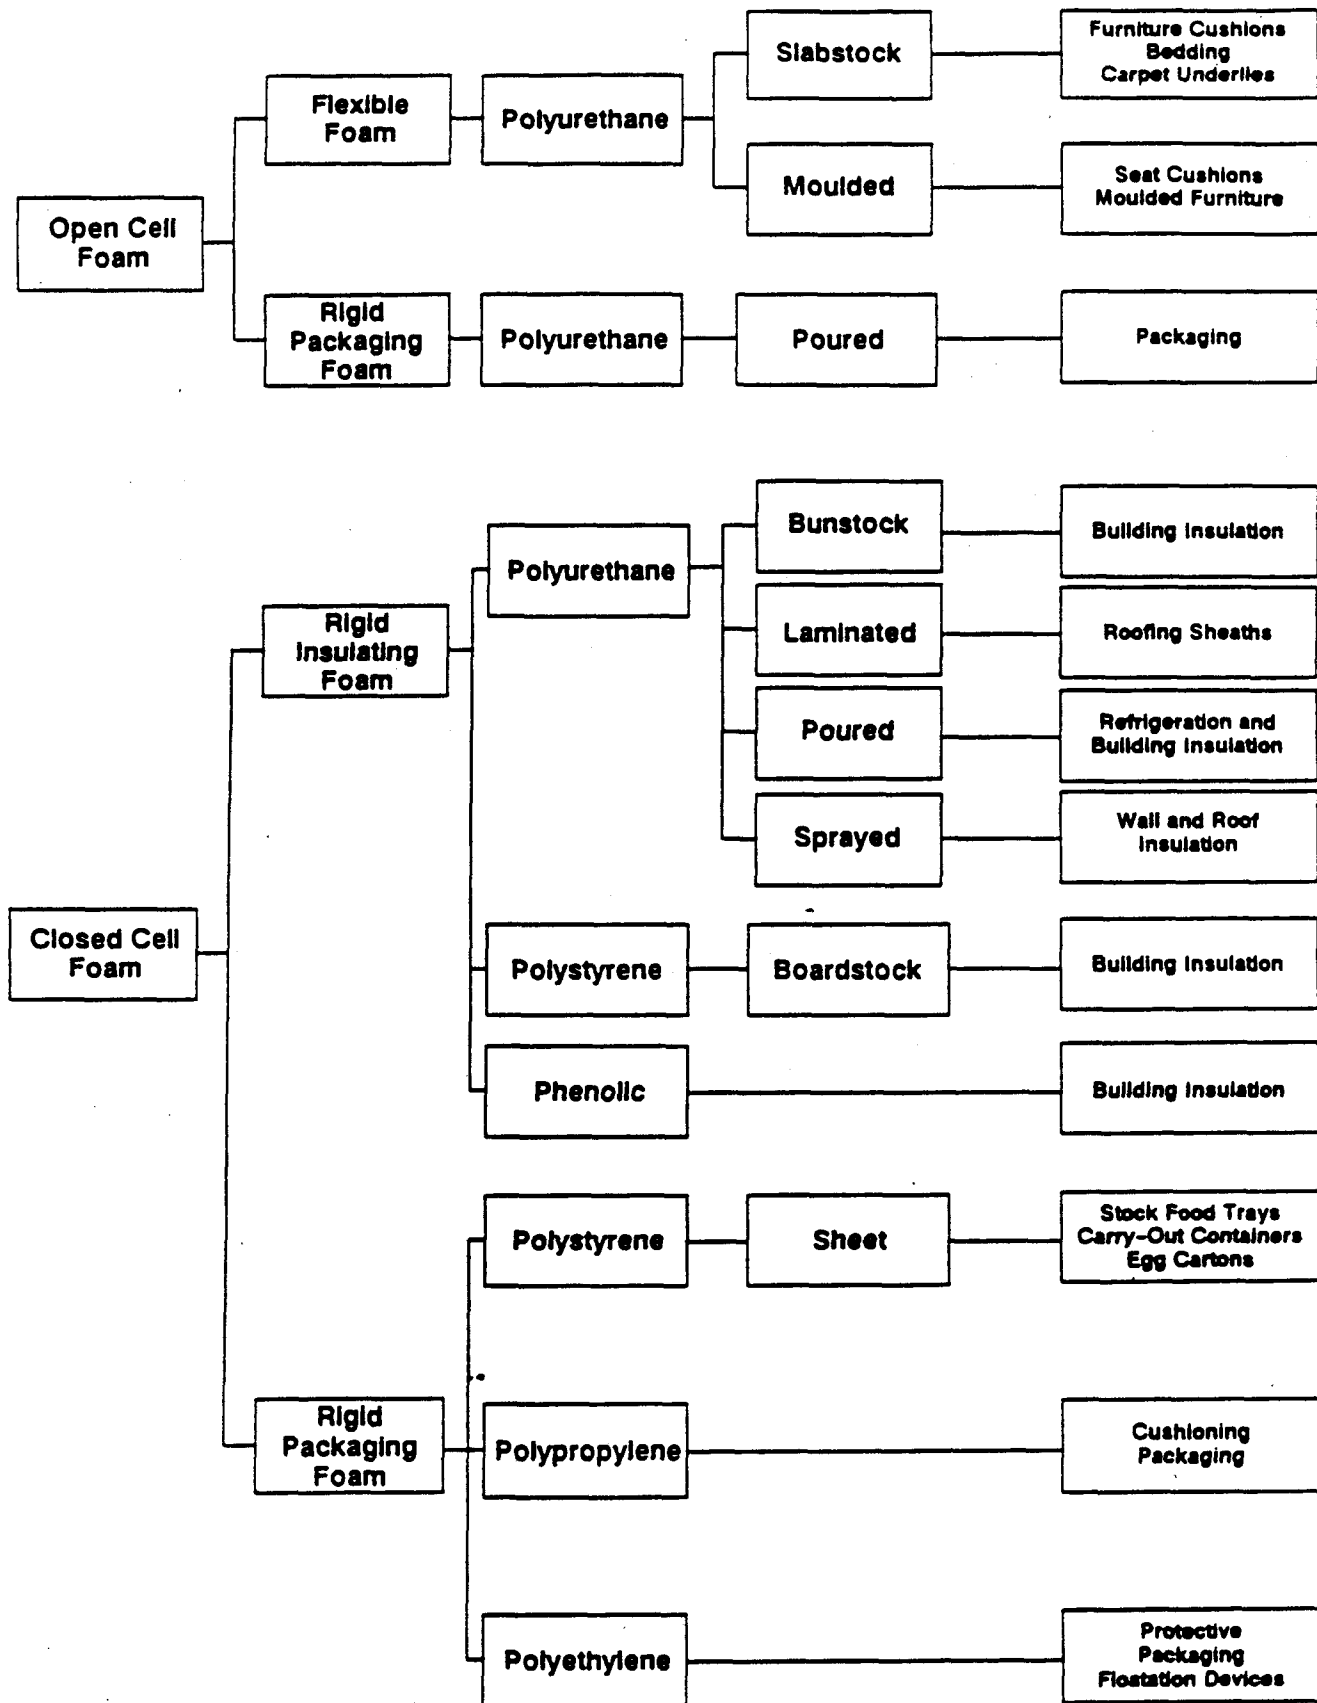 Slabstock
Furniture Cushions
Bedding
Carpet Underlies
Flexible
Foam
Polyurethane
Moulded
Seat Cushions
Moulded Furniture
Open Cell
Foam
Rigid
Packaging
Foam
Polyurethane
Poured
Packaging
Bunstock
Building Insulation
Polyurethane
Laminated
Roofing Sheaths
Rigid
Insulating
Foam
Poured
Refrigeration and
Building Insulation
Sprayed
Wall and Roof
Insulation
Closed Cell
Foam
Polystyrene
Boardstock
Building Insulation
Phenolic
Building Insulation
Polystyrene
Sheet
Stock Food Trays
Carry-Out Containers
Egg Cartons
Rigid
Packaging
Foam
Polypropylene
Cushioning
Packaging
Polyethylene
Protective
Packaging
Floatation Devices